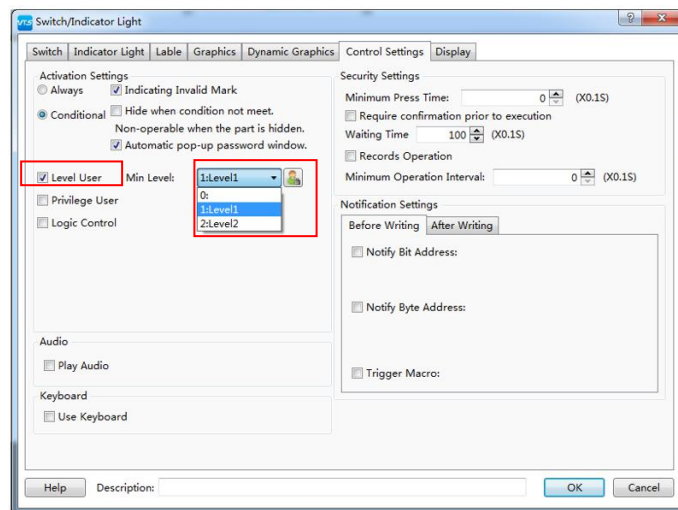 VTS Switch/Indicator Light
Switch Indicator Light Lable Graphics Dynamic Graphics Control Settings Display
Activation Settings
Always Indicating Invalid Mark
Conditional Hide when condition not meet.
Non-operable when the part is hidden.
Automatic pop-up password window.
Level User Min Level: 1:Level1
0:
1:Level1
2:Level2
Privilege User
Logic Control
Audio
Play Audio
Keyboard
Use Keyboard
Security Settings
Minimum Press Time: 0 (X0.1S)
Require confirmation prior to execution
Waiting Time 100 (X0.1S)
Records Operation
Minimum Operation Interval: 0 (X0.1S)
Notification Settings
Before Writing After Writing
Notify Bit Address:
Notify Byte Address:
Trigger Macro:
Help Description: OK Cancel